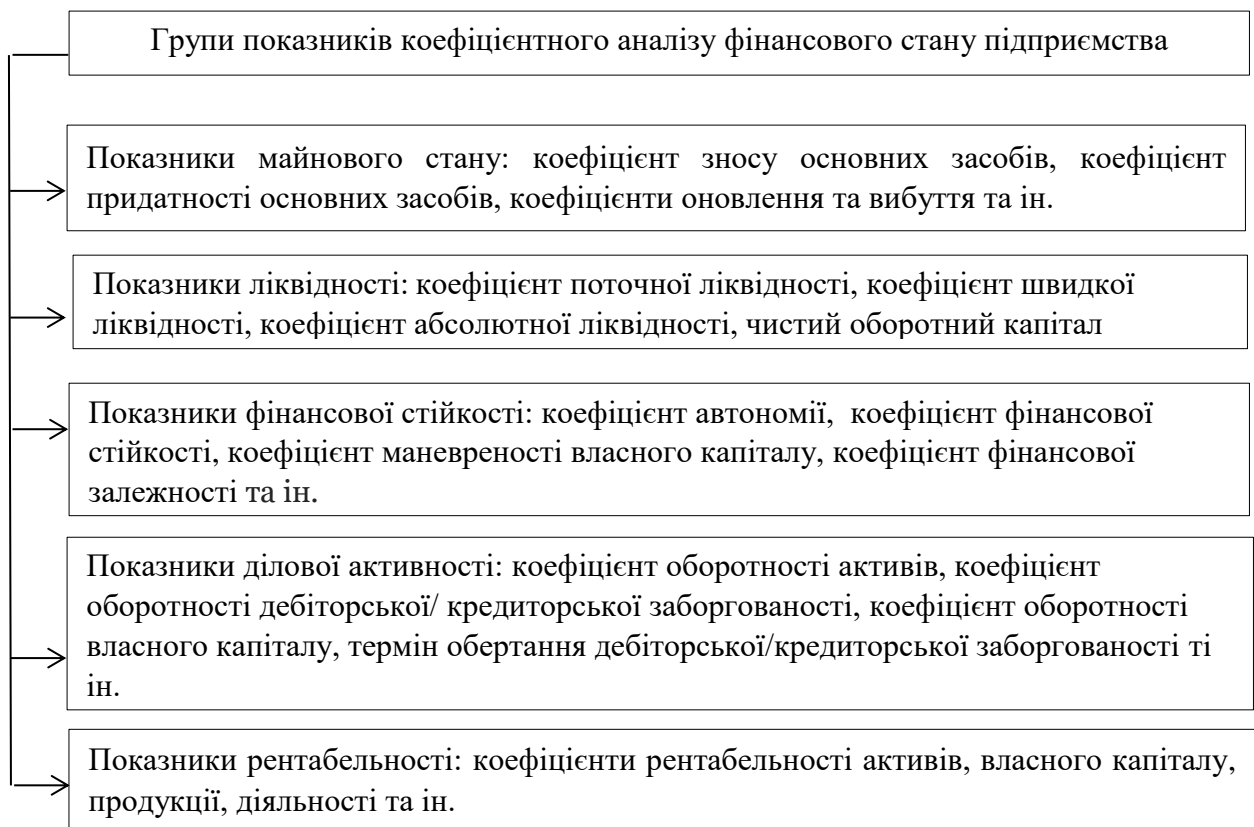 Групи показників коефіцієнтного аналізу фінансового стану підприємства
Показники майнового стану: коефіцієнт зносу основних засобів, коефіцієнт
придатності основних засобів, коефіцієнти оновлення та вибуття та ін.
Показники ліквідності: коефіцієнт поточної ліквідності, коефіцієнт швидкої
ліквідності, коефіцієнт абсолютної ліквідності, чистий оборотний капітал
Показники фінансової стійкості: коефіцієнт автономії, коефіцієнт фінансової
стійкості, коефіцієнт маневреності власного капіталу, коефіцієнт фінансової
залежності та ін.
Показники ділової активності: коефіцієнт оборотності активів, коефіцієнт
оборотності дебіторської/ кредиторської заборгованості, коефіцієнт оборотності
власного капіталу, термін обертання дебіторської/кредиторської заборгованості ті
ін.
Показники рентабельності: коефіцієнти рентабельності активів, власного капіталу,
продукції, діяльності та ін.